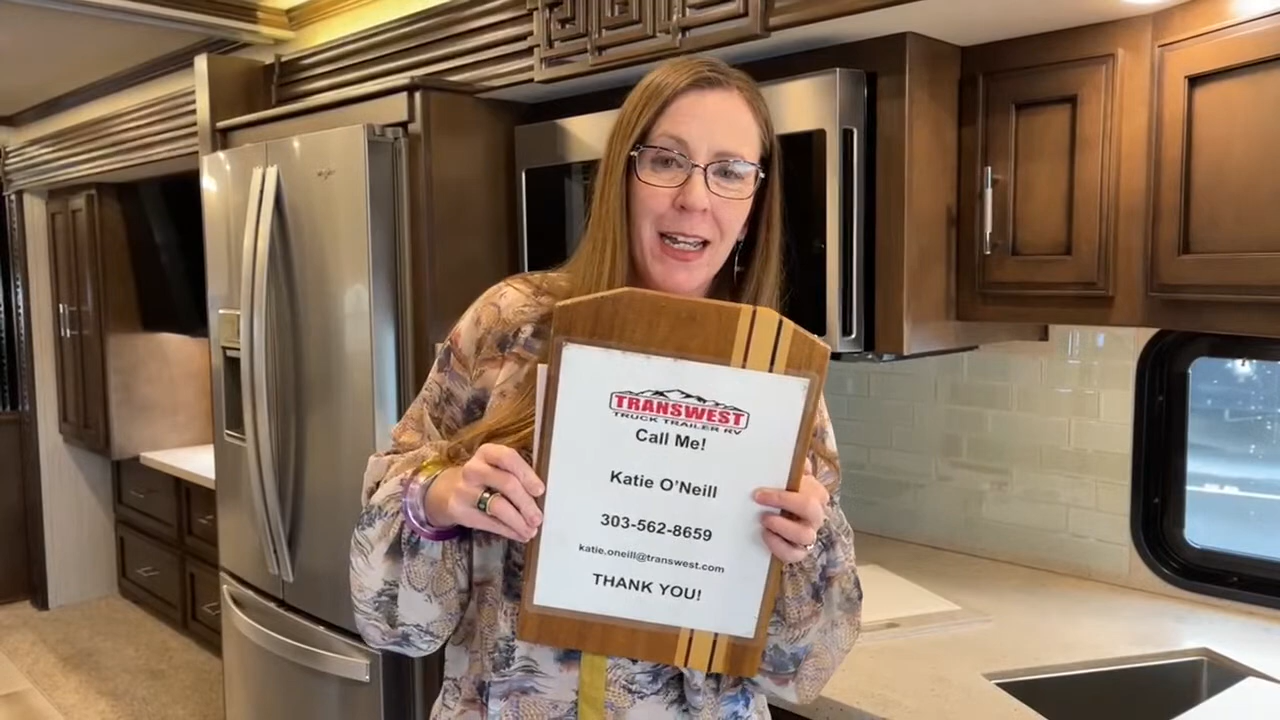 TRANSWEST
TRUCK TRAILER RV
Call Me!
Katie O'Neill
303-562-8659
katie.oneill@transwest.com
THANK YOU!